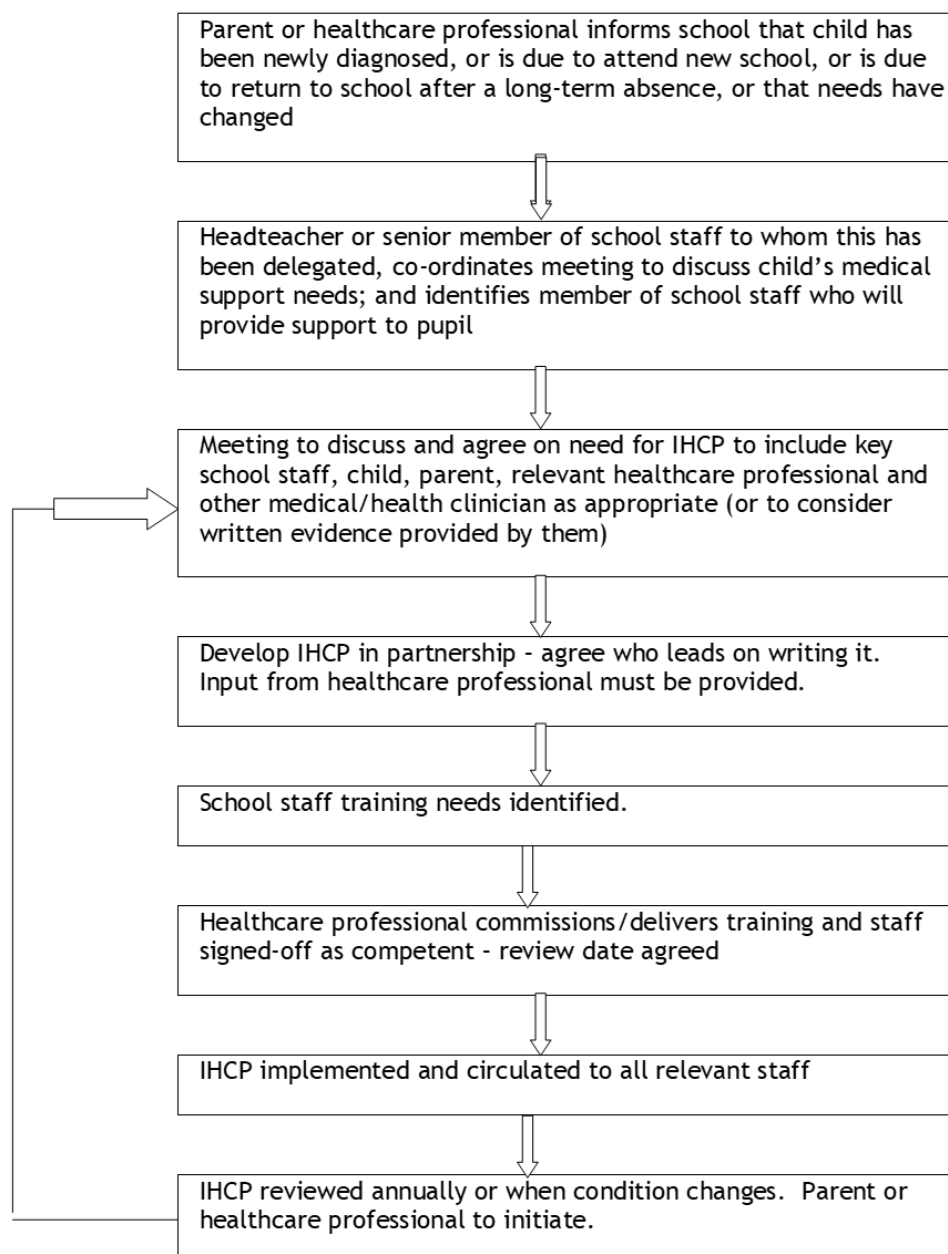 Parent or healthcare professional informs school that child has
been newly diagnosed, or is due to attend new school, or is due
to return to school after a long-term absence, or that needs have
changed
Headteacher or senior member of school staff to whom this has
been delegated, co-ordinates meeting to discuss child’s medical
support needs; and identifies member of school staff who will
provide support to pupil
Meeting to discuss and agree on need for IHCP to include key
school staff, child, parent, relevant healthcare professional and
other medical/health clinician as appropriate (or to consider
written evidence provided by them)
Develop IHCP in partnership – agree who leads on writing it.
Input from healthcare professional must be provided.
School staff training needs identified.
Healthcare professional commissions/delivers training and staff
signed-off as competent – review date agreed
IHCP implemented and circulated to all relevant staff
IHCP reviewed annually or when condition changes.  Parent or
healthcare professional to initiate.